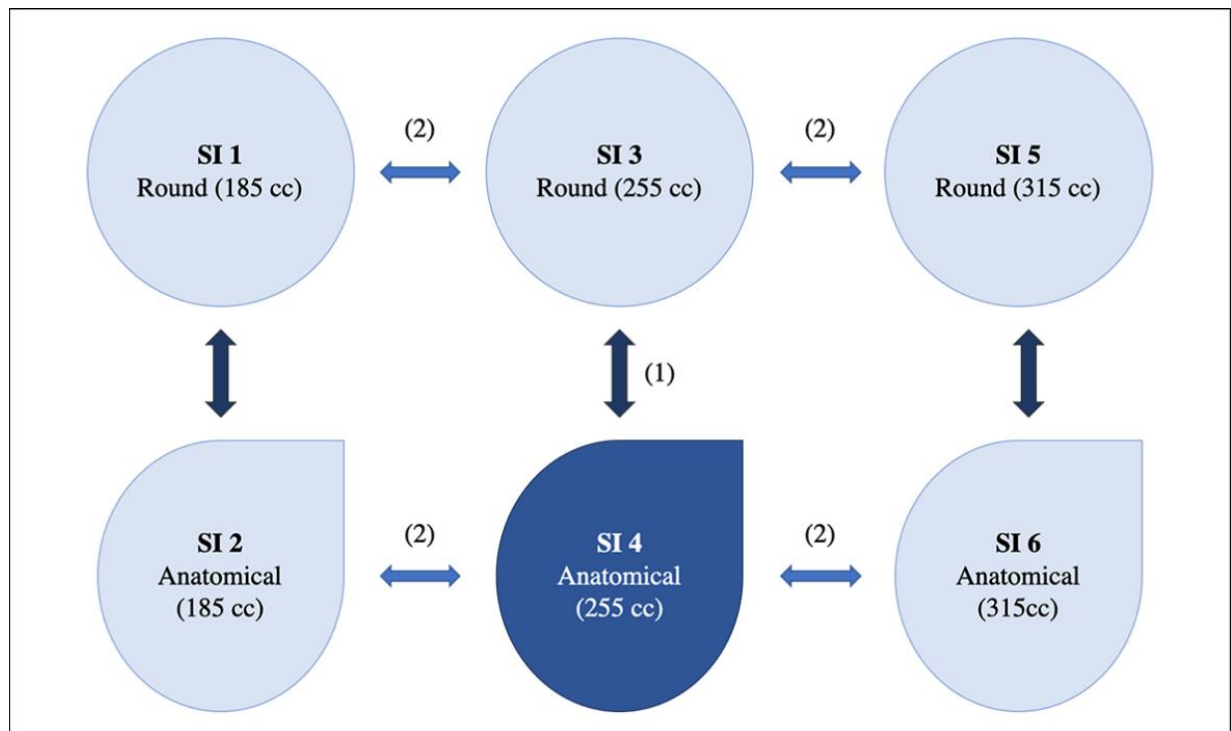 SI 1
Round (185 cc)
(2)
SI 3
Round (255 cc)
(2)
SI 5
Round (315 cc)
(1)
SI 2
Anatomical
(185 cc)
(2)
SI 4
Anatomical
(255 cc)
(2)
SI 6
Anatomical
(315cc)